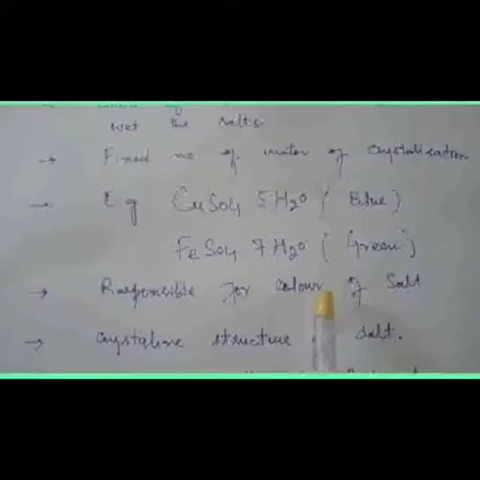 wet the salts.
→ Fixed no of water of crystallisation
→ Eg CuSO4 5H2O ( Blue )
FeSO4 7H2O ( Green )
→ Responsible for colour of Salt
→ crystaline structure salt.